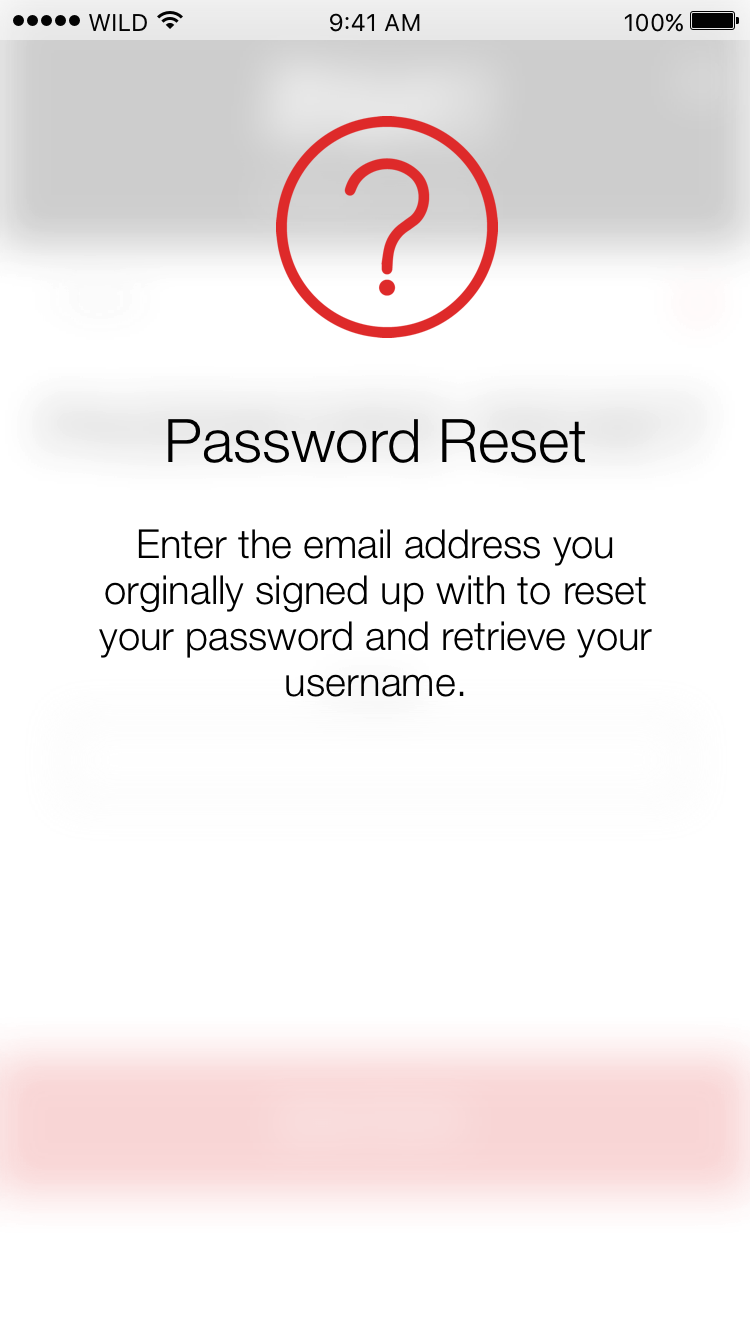 WILD 9:41 AM 100%
?
Password Reset
Enter the email address you
orginally signed up with to reset
your password and retrieve your
username.